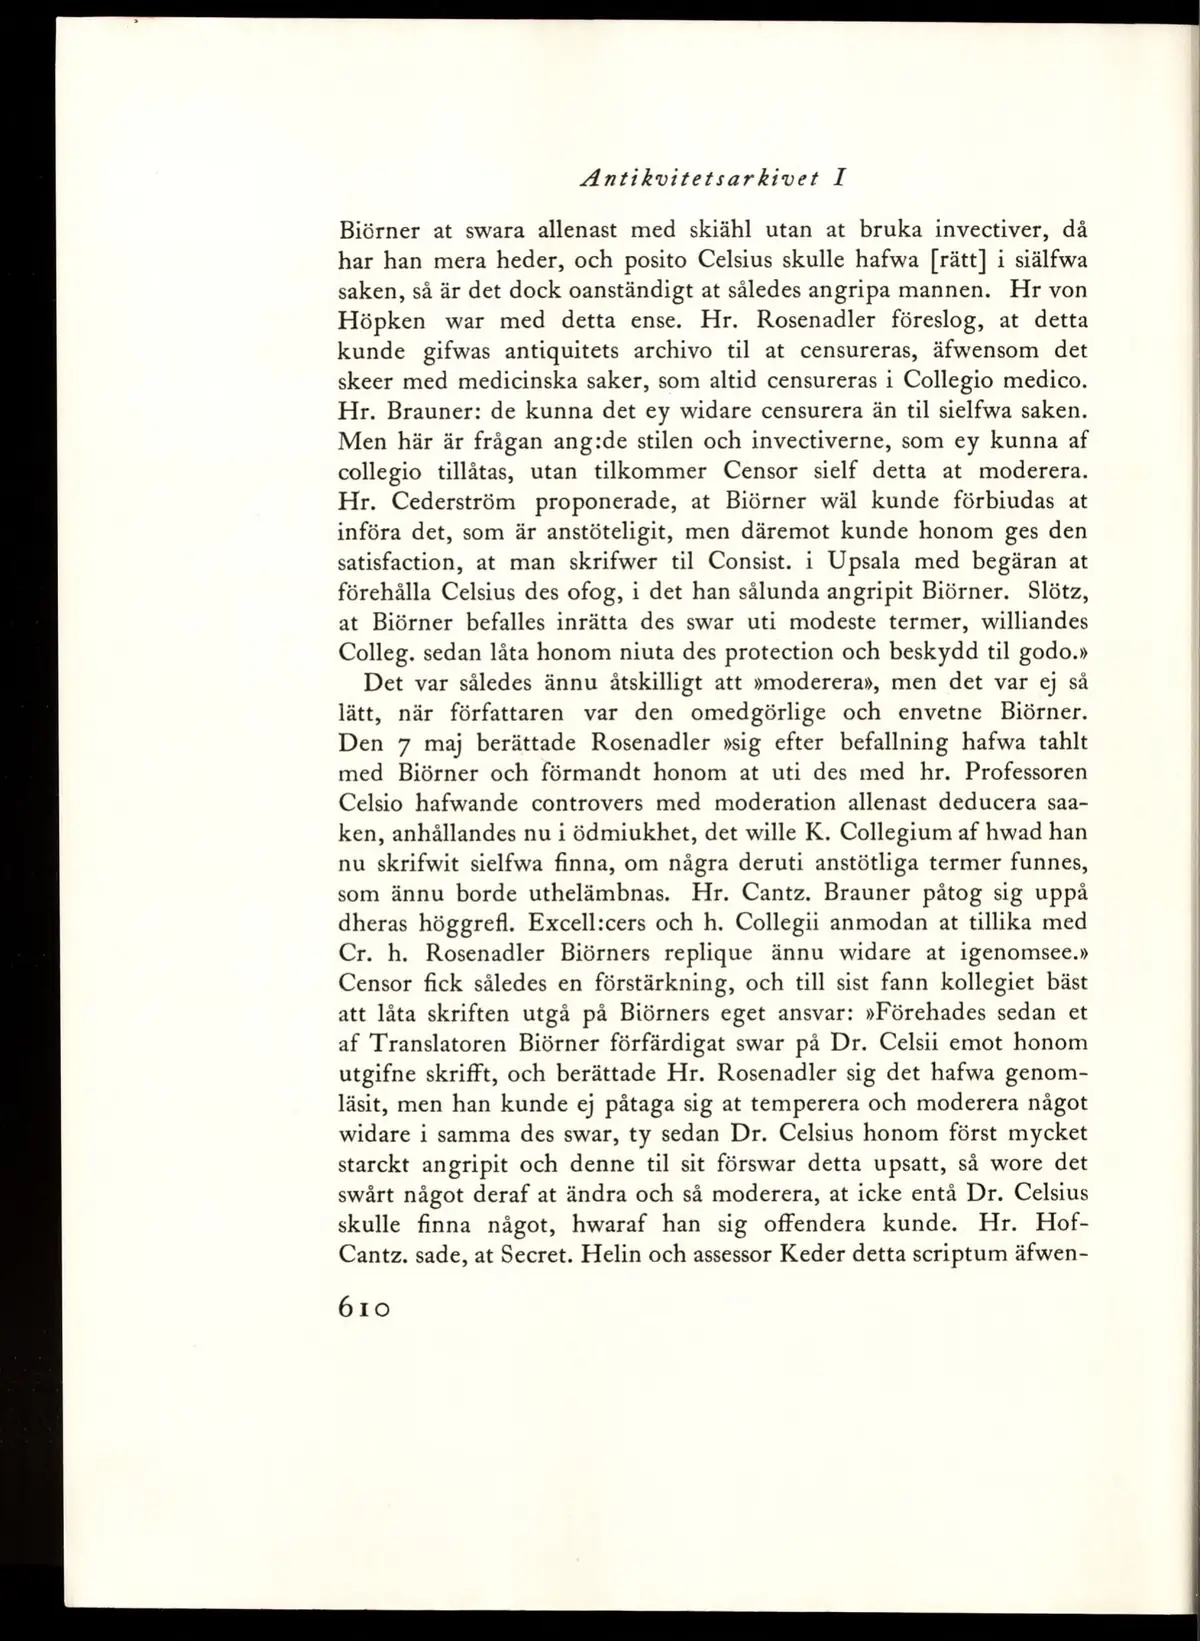 Antikvitetsarkivet I
Biörner at swara allenast med skiähl utan at bruka invectiver, då
har han mera heder, och posito Celsius skulle hafwa [rätt] i siälfwa
saken, så är det dock oanständigt at således angripa mannen. Hr von
Höpken war med detta ense. Hr. Rosenadler föreslog, at detta
kunde gifwas antiquitets archivo til at censureras, äfwensom det
skeer med medicinska saker, som altid censureras i Collegio medico.
Hr. Brauner: de kunna det ey widare censurera än til sielfwa saken.
Men här är frågan ang:de stilen och invectiverne, som ey kunna af
collegio tillåtas, utan tilkommer Censor sielf detta at moderera.
Hr. Cederström proponerade, at Biörner wäl kunde förbiudas at
införa det, som är anstöteligit, men däremot kunde honom ges den
satisfaction, at man skrifwer til Consist. i Upsala med begäran at
förehålla Celsius des ofog, i det han sålunda angripit Biörner. Slötz,
at Biörner befalles inrätta des swar uti modeste termer, williandes
Colleg. sedan låta honom niuta des protection och beskydd til godo.»
Det var således ännu åtskilligt att »moderera», men det var ej så
lätt, när författaren var den omedgörlige och envetne Biörner.
Den 7 maj berättade Rosenadler »sig efter befallning hafwa tahlt
med Biörner och förmandt honom at uti des med hr. Professoren
Celsio hafwande controvers med moderation allenast deducera saa-
ken, anhållandes nu i ödmiukhet, det wille K. Collegium af hwad han
nu skrifwit sielfwa finna, om några deruti anstötliga termer funnes,
som ännu borde uthelämbnas. Hr. Cantz. Brauner påtog sig uppå
dheras höggrefl. Excell:cers och h. Collegii anmodan at tillika med
Cr. h. Rosenadler Biörners replique ännu widare at igenomsee.»
Censor fick således en förstärkning, och till sist fann kollegiet bäst
att låta skriften utgå på Biörners eget ansvar: »Förehades sedan et
af Translatoren Biörner förfärdigat swar på Dr. Celsii emot honom
utgifne skrifft, och berättade Hr. Rosenadler sig det hafwa genom-
läsit, men han kunde ej påtaga sig at temperera och moderera något
widare i samma des swar, ty sedan Dr. Celsius honom först mycket
starckt angripit och denne til sit förswar detta upsatt, så wore det
swårt något deraf at ändra och så moderera, at icke entå Dr. Celsius
skulle finna något, hwaraf han sig offendera kunde. Hr. Hof-
Cantz. sade, at Secret. Helin och assessor Keder detta scriptum äfwen-
610